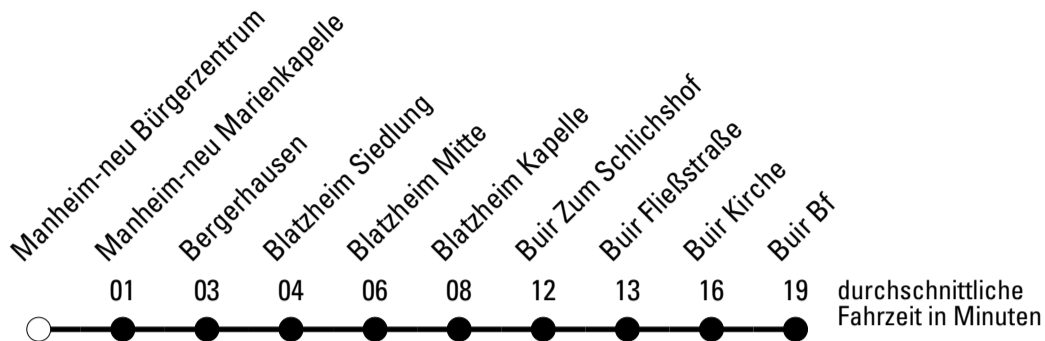 Manheim-neu Bürgerzentrum
Manheim-neu Marienkapelle
Bergerhausen
Blatzheim Siedlung
Blatzheim Mitte
Blatzheim Kapelle
Buir Zum Schlichshof
Buir Fließstraße
Buir Kirche
Buir Bf
01 03 04 06 08 12 13 16 19
durchschnittliche
Fahrzeit in Minuten